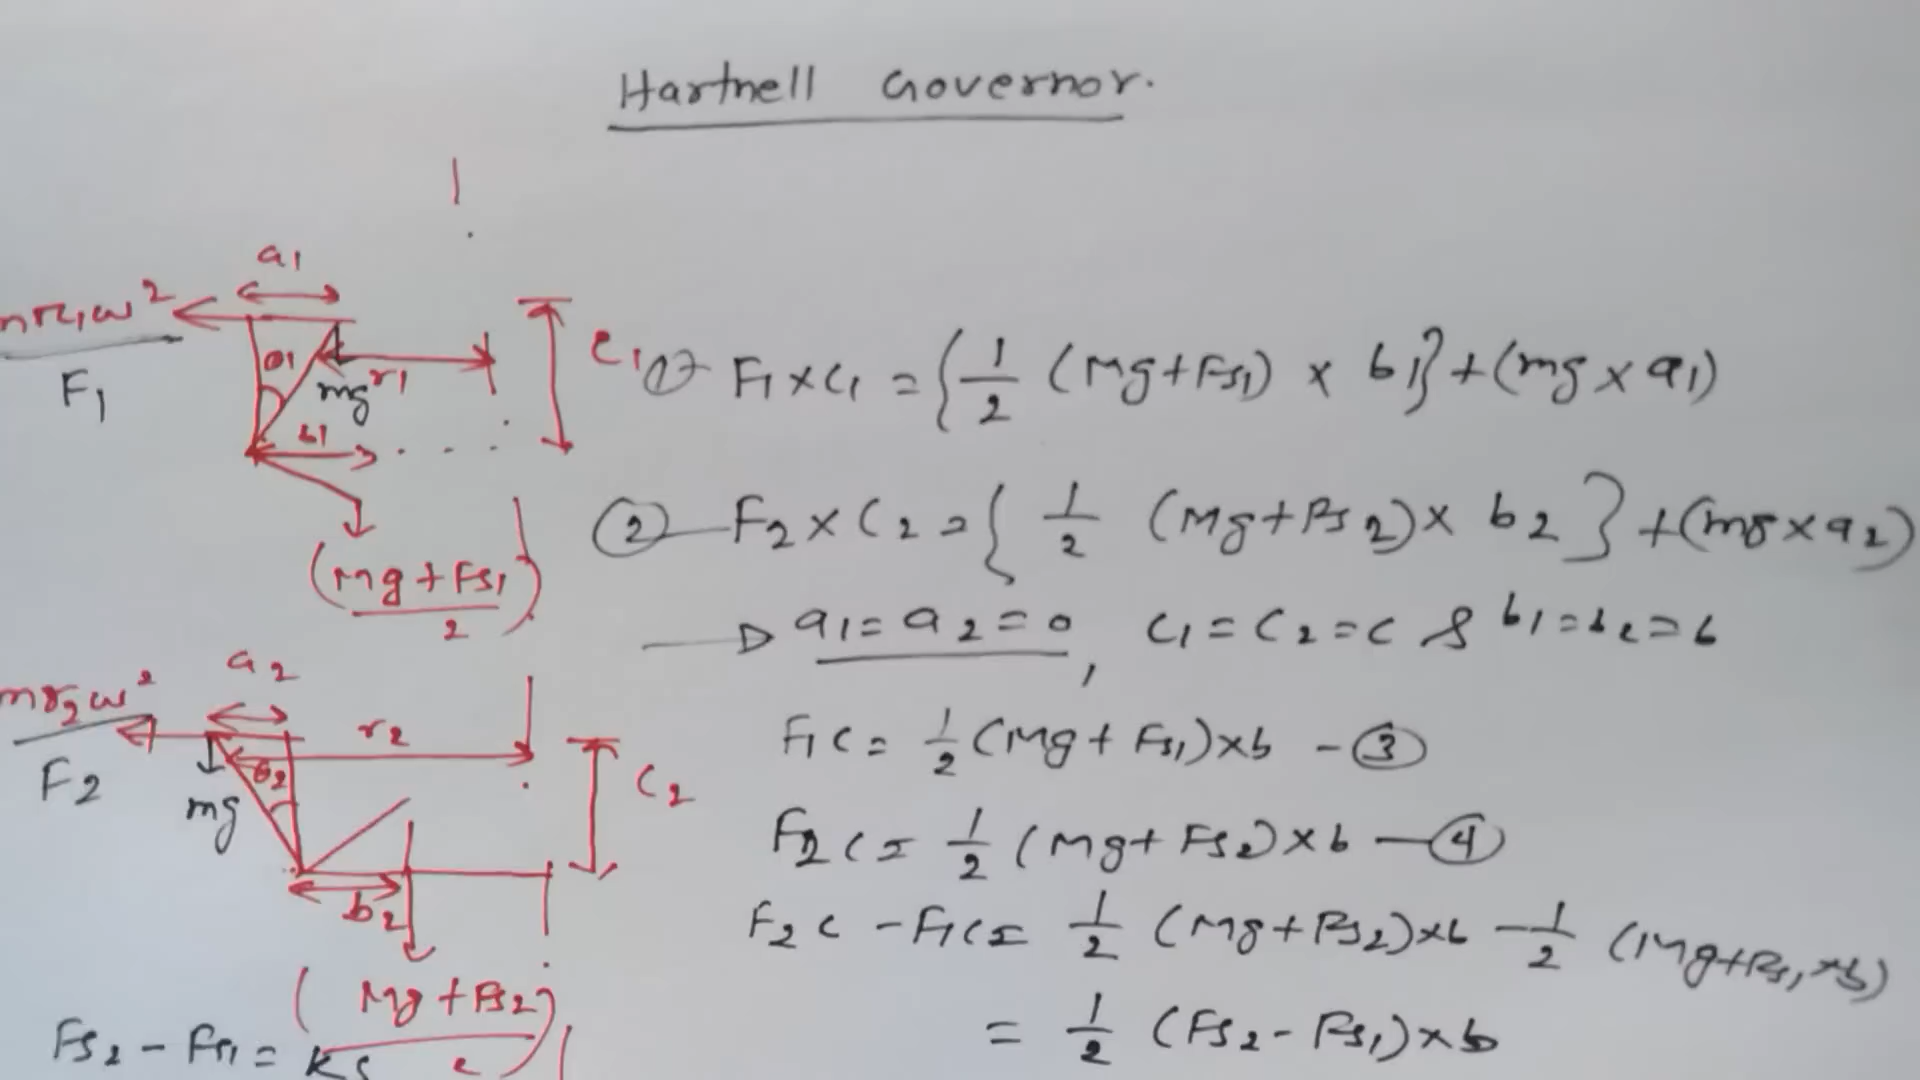 Hartnell Governor.
a1
mr1ω²
F1
θ1
mg
r1
b1
c1
(Mg+Fs1 / 2)
① F1×c1 = {1/2 (Mg+Fs1) × b1}+(mg×a1)
② F2×c2={1/2 (Mg+Fs2)× b2}+(mg×a2)
→ a1=a2=0, c1=c2=c & b1=b2=b
a2
mr2ω²
F2
r2
θ2
mg
c2
b2
(Mg+Fs2 / 2)
F1c= 1/2(Mg+Fs1)×b -③
F2c= 1/2(Mg+Fs2)×b —④
F2c -F1c= 1/2 (Mg+Fs2)×b -1/2 (Mg+Fs1×b)
= 1/2 (Fs2-Fs1)×b
Fs2-Fs1=